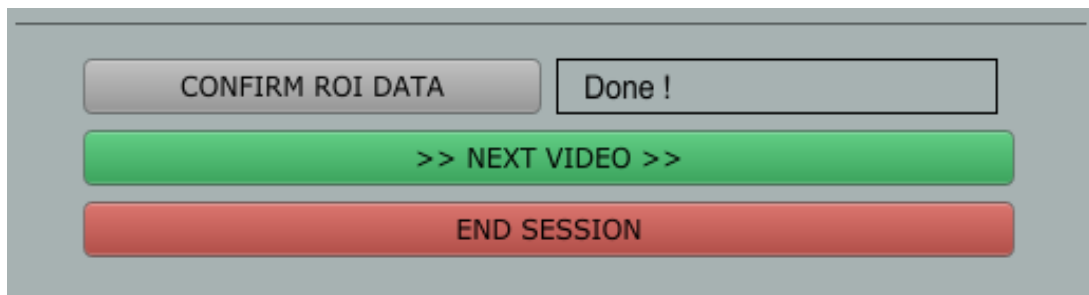 CONFIRM ROI DATA Done !
>> NEXT VIDEO >>
END SESSION